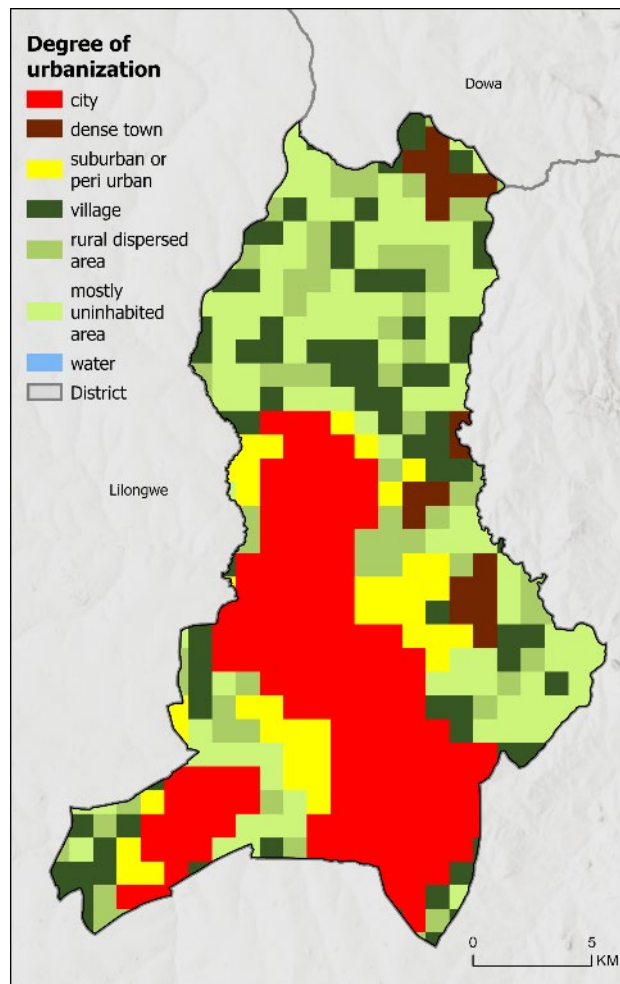 Degree of
urbanization
city
dense town
suburban or
peri urban
village
rural dispersed
area
mostly
uninhabited
area
water
District
Dowa
Lilongwe
0 5
KM